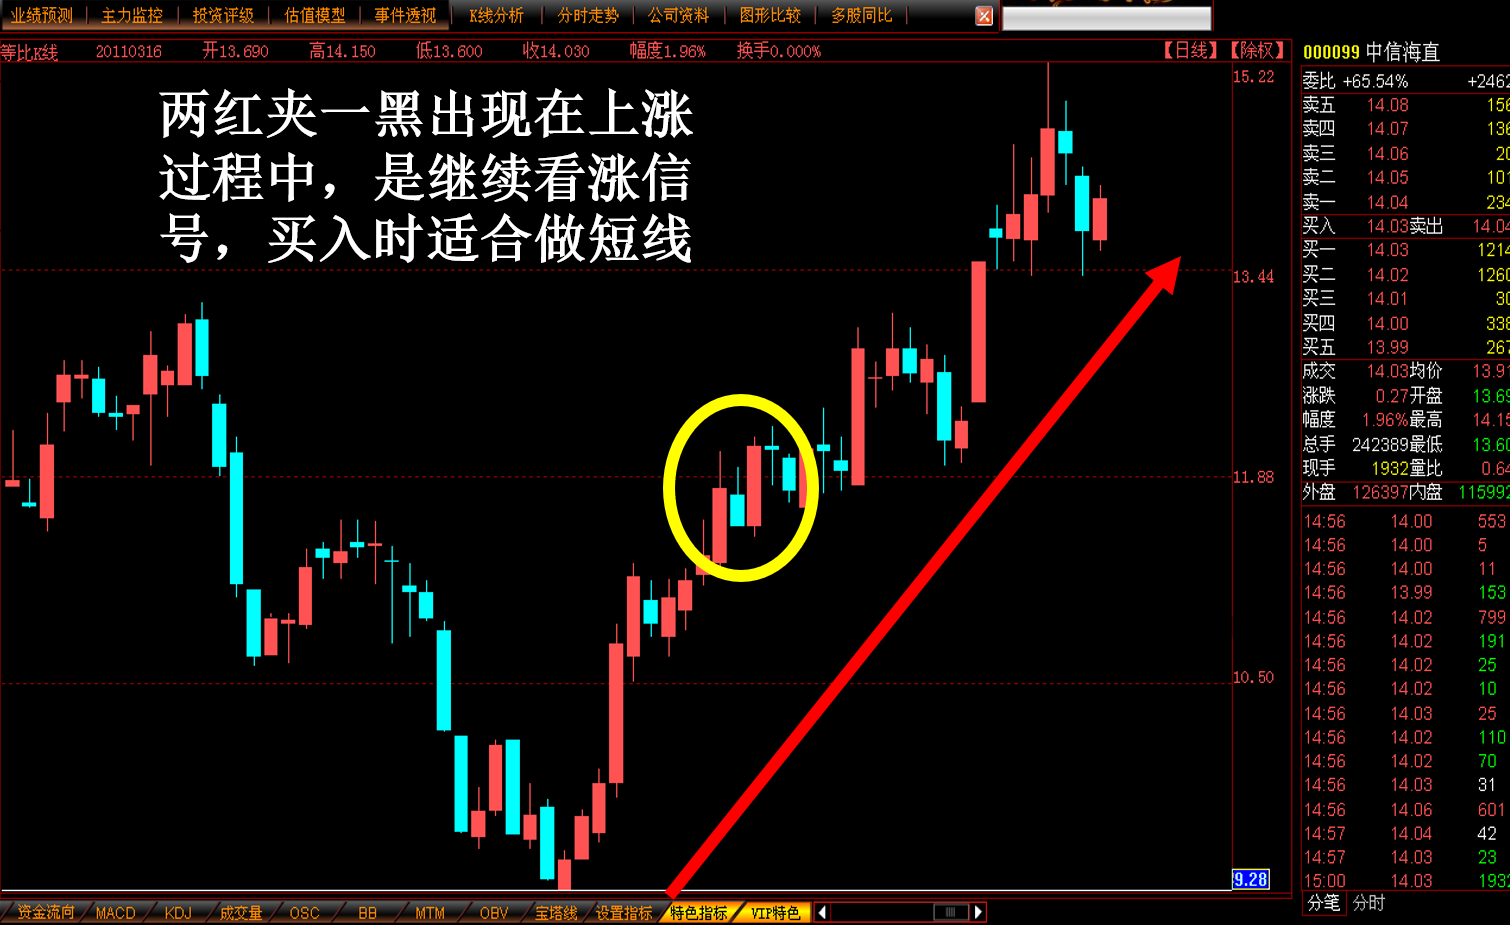 业绩预测 主力监控 投资评级 估值模型 事件透视 K线分析 分时走势 公司资料 图形比较 多股同比
等比K线 20110316 开13.690 高14.150 低13.600 收14.030 幅度1.96% 换手0.000% 【日线】【除权】
两红夹一黑出现在上涨
过程中，是继续看涨信
号，买入时适合做短线
15.22
13.44
11.88
10.50
9.28
000099 中信海直
委比 +65.54% +2462
卖五 14.08 156
卖四 14.07 136
卖三 14.06 20
卖二 14.05 101
卖一 14.04 234
买入 14.03 卖出 14.04
买一 14.03 1214
买二 14.02 1260
买三 14.01 30
买四 14.00 338
买五 13.99 267
成交 14.03 均价 13.91
涨跌 0.27 开盘 13.69
幅度 1.96% 最高 14.15
总手 242389 最低 13.60
现手 1932 量比 0.64
外盘 126397 内盘 115992
14:56 14.00 553
14:56 14.00 5
14:56 14.00 11
14:56 13.99 153
14:56 14.02 799
14:56 14.02 191
14:56 14.02 25
14:56 14.02 10
14:56 14.03 25
14:56 14.02 110
14:56 14.02 70
14:56 14.03 31
14:56 14.06 601
14:57 14.04 42
14:57 14.03 23
15:00 14.03 1932
分笔 分时
资金流向 MACD KDJ 成交量 OSC BB MTM OBV 宝塔线 设置指标 特色指标 VIP特色